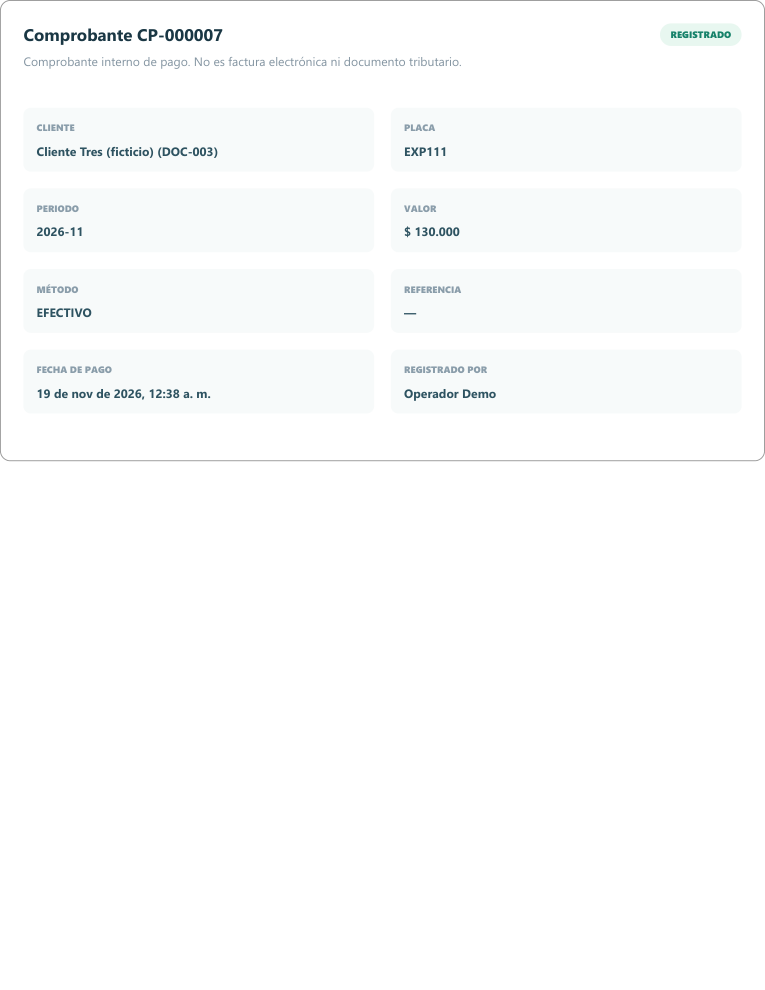 Comprobante CP-000007
REGISTRADO
Comprobante interno de pago. No es factura electrónica ni documento tributario.
CLIENTE
Cliente Tres (ficticio) (DOC-003)
PLACA
EXP111
PERIODO
2026-11
VALOR
$ 130.000
MÉTODO
EFECTIVO
REFERENCIA
—
FECHA DE PAGO
19 de nov de 2026, 12:38 a. m.
REGISTRADO POR
Operador Demo